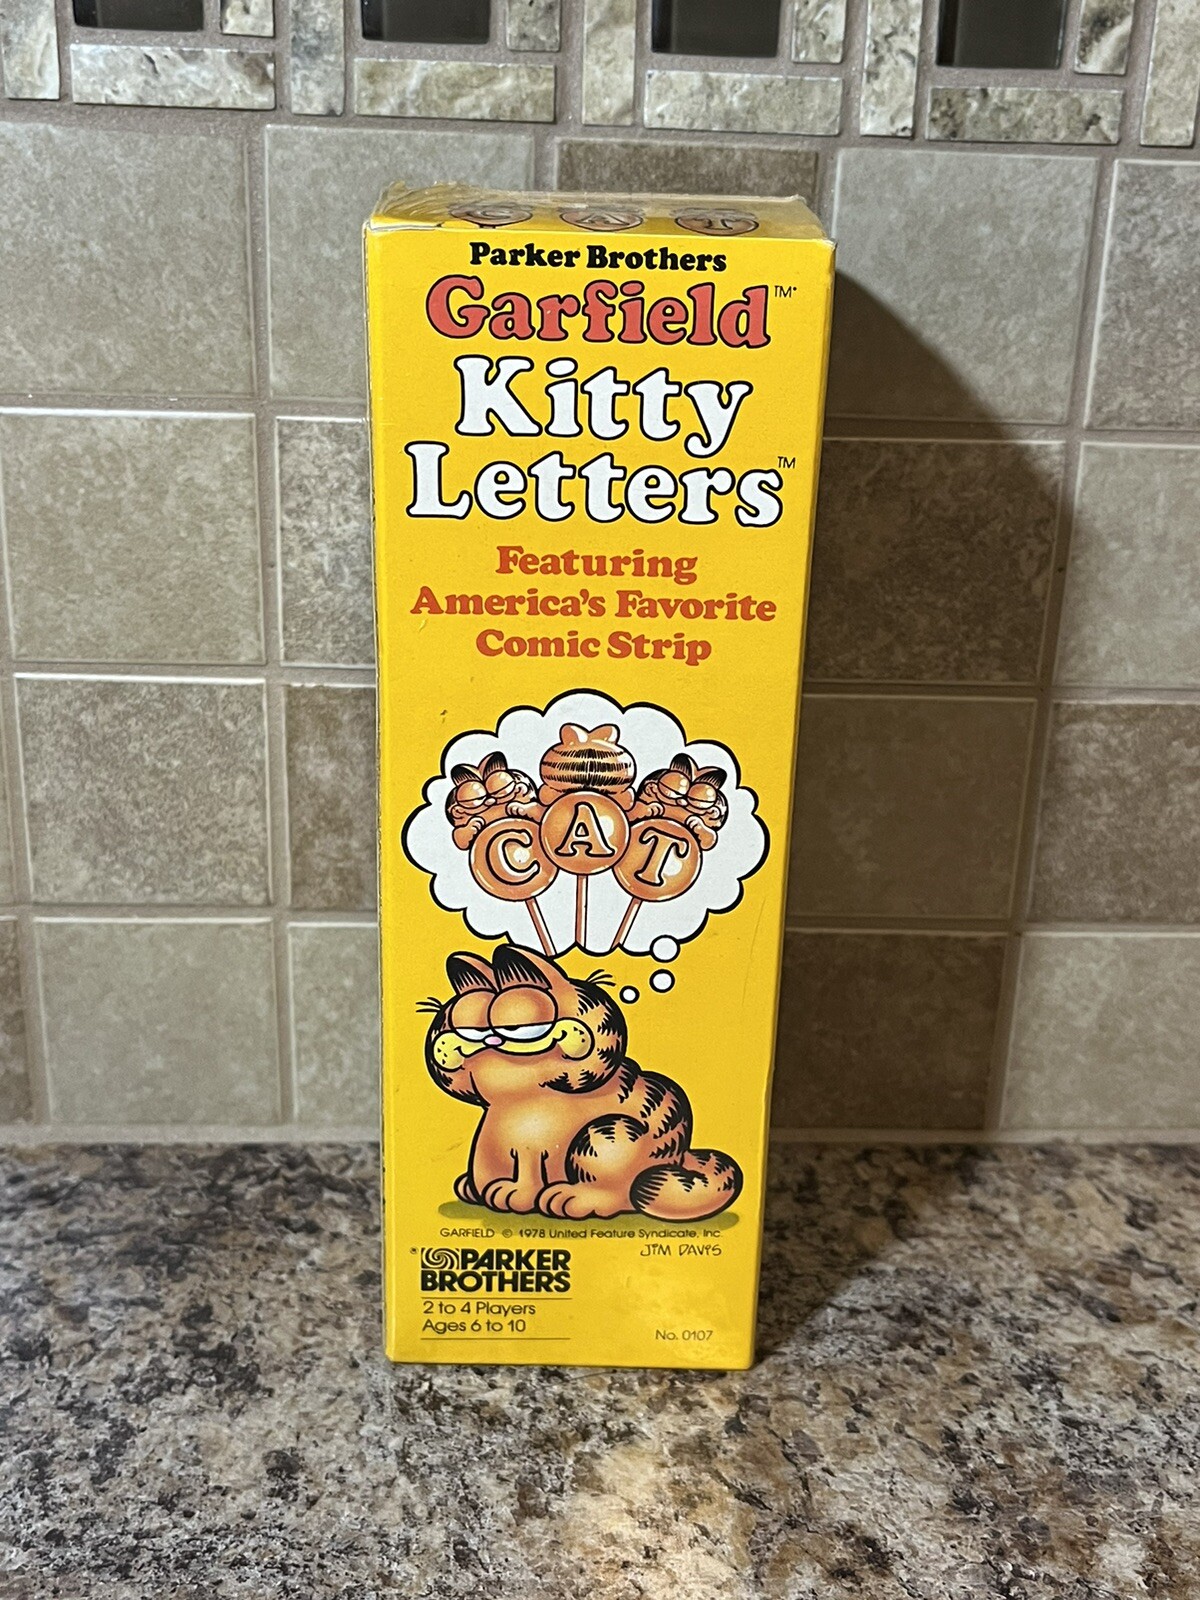 C A T
Parker Brothers
Garfield™*
Kitty
Letters™
Featuring
America's Favorite
Comic Strip
C A T
GARFIELD © 1978 United Feature Syndicate, Inc.
JIM DAVIS
® PARKER
BROTHERS
2 to 4 Players
Ages 6 to 10
No. 0107